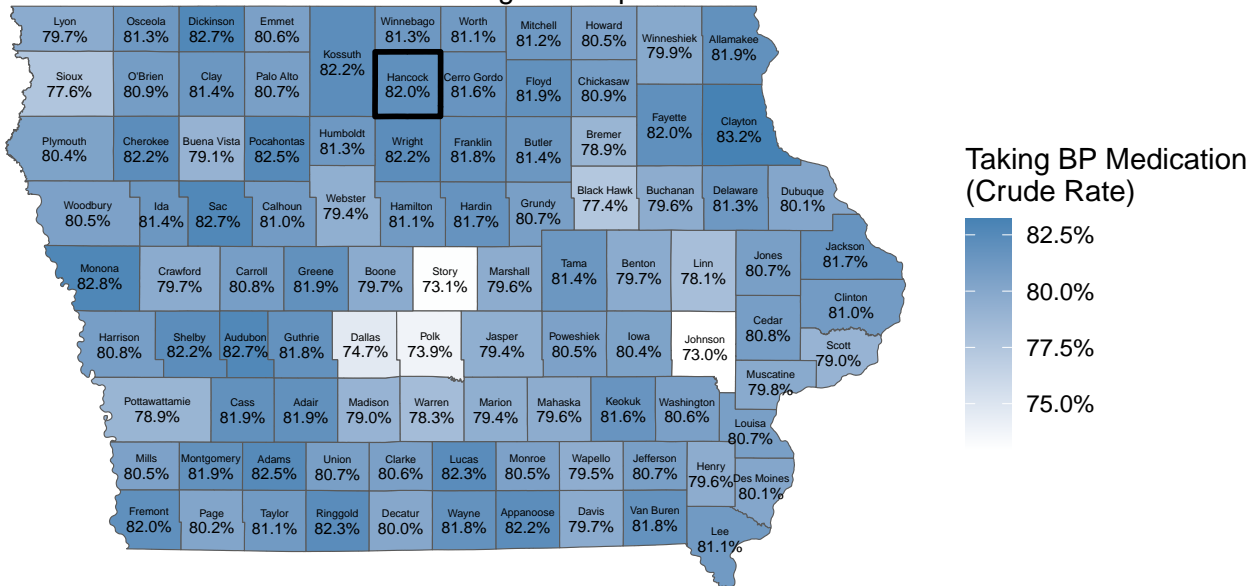 Lyon
79.7%
Osceola
81.3%
Dickinson
82.7%
Emmet
80.6%
Kossuth
82.2%
Winnebago
81.3%
Worth
81.1%
Mitchell
81.2%
Howard
80.5%
Winneshiek
79.9%
Allamakee
81.9%
Sioux
77.6%
O'Brien
80.9%
Clay
81.4%
Palo Alto
80.7%
Hancock
82.0%
Cerro Gordo
81.6%
Floyd
81.9%
Chickasaw
80.9%
Fayette
82.0%
Clayton
83.2%
Plymouth
80.4%
Cherokee
82.2%
Buena Vista
79.1%
Pocahontas
82.5%
Humboldt
81.3%
Wright
82.2%
Franklin
81.8%
Butler
81.4%
Bremer
78.9%
Woodbury
80.5%
Ida
81.4%
Sac
82.7%
Calhoun
81.0%
Webster
79.4%
Hamilton
81.1%
Hardin
81.7%
Grundy
80.7%
Black Hawk
77.4%
Buchanan
79.6%
Delaware
81.3%
Dubuque
80.1%
Monona
82.8%
Crawford
79.7%
Carroll
80.8%
Greene
81.9%
Boone
79.7%
Story
73.1%
Marshall
79.6%
Tama
81.4%
Benton
79.7%
Linn
78.1%
Jones
80.7%
Jackson
81.7%
Clinton
81.0%
Harrison
80.8%
Shelby
82.2%
Audubon
82.7%
Guthrie
81.8%
Dallas
74.7%
Polk
73.9%
Jasper
79.4%
Poweshiek
80.5%
Iowa
80.4%
Johnson
73.0%
Cedar
80.8%
Scott
79.0%
Muscatine
79.8%
Pottawattamie
78.9%
Cass
81.9%
Adair
81.9%
Madison
79.0%
Warren
78.3%
Marion
79.4%
Mahaska
79.6%
Keokuk
81.6%
Washington
80.6%
Louisa
80.7%
Mills
80.5%
Montgomery
81.9%
Adams
82.5%
Union
80.7%
Clarke
80.6%
Lucas
82.3%
Monroe
80.5%
Wapello
79.5%
Jefferson
80.7%
Henry
79.6%
Des Moines
80.1%
Fremont
82.0%
Page
80.2%
Taylor
81.1%
Ringgold
82.3%
Decatur
80.0%
Wayne
81.8%
Appanoose
82.2%
Davis
79.7%
Van Buren
81.8%
Lee
81.1%
Taking BP Medication
(Crude Rate)
82.5%
80.0%
77.5%
75.0%